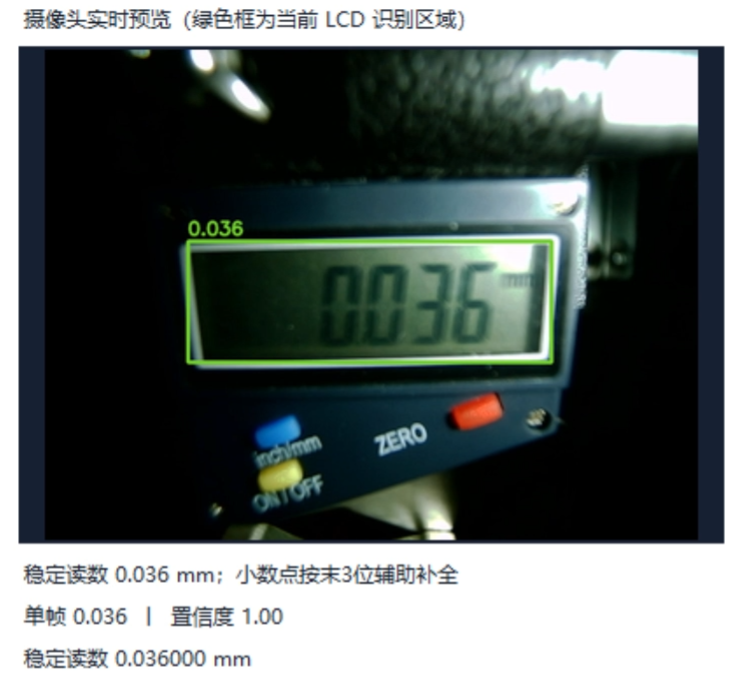 摄像头实时预览（绿色框为当前 LCD 识别区域）
0.036
0.036 mm
inch/mm
ZERO
ON/OFF
稳定读数 0.036 mm；小数点按末3位辅助补全
单帧 0.036 | 置信度 1.00
稳定读数 0.036000 mm